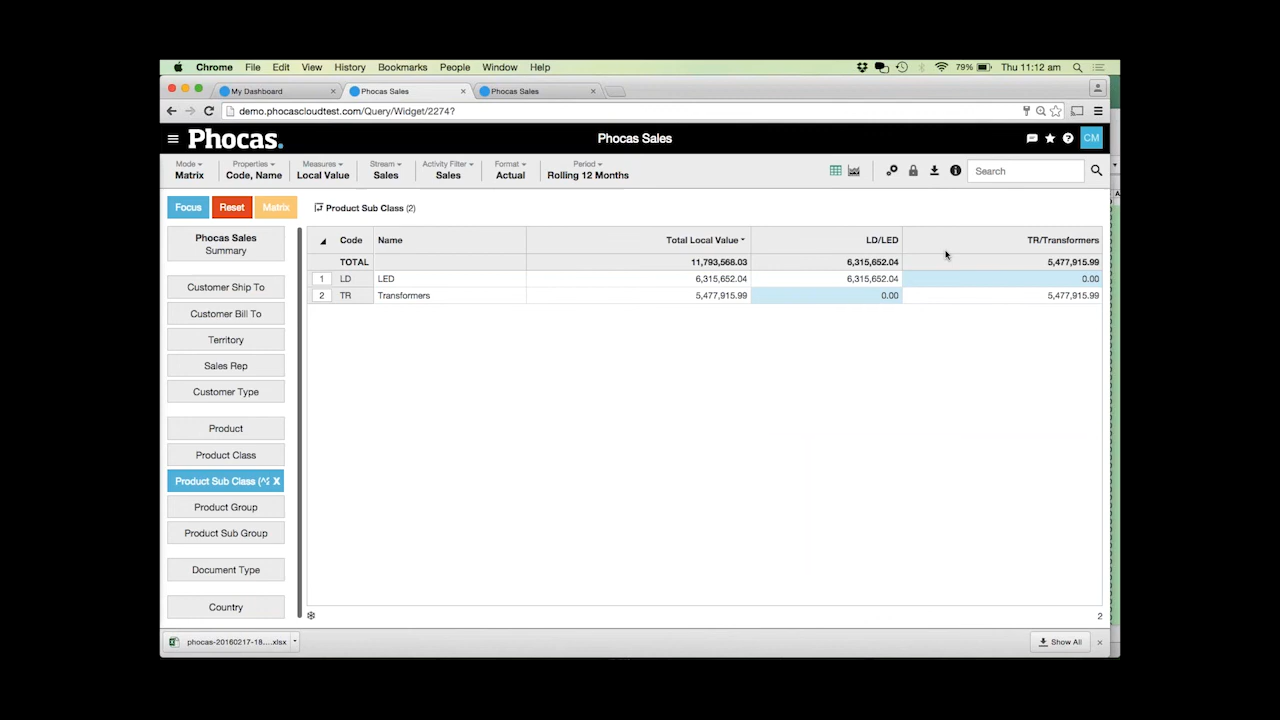 Chrome File Edit View History Bookmarks People Window Help 79% Thu 11:12 am
My Dashboard × Phocas Sales × Phocas Sales ×
demo.phocascloudtest.com/Query/Widget/2274?
Phocas. Phocas Sales CM
Mode Properties Measures Stream Activity Filter Format Period
Matrix Code, Name Local Value Sales Sales Actual Rolling 12 Months Search
Focus Reset Matrix Product Sub Class (2)
Phocas Sales
Summary
Customer Ship To
Customer Bill To
Territory
Sales Rep
Customer Type
Product
Product Class
Product Sub Class X
Product Group
Product Sub Group
Document Type
Country
Code Name Total Local Value LD/LED TR/Transformers
TOTAL 11,793,568.03 6,315,652.04 5,477,915.99
1 LD LED 6,315,652.04 6,315,652.04 0.00
2 TR Transformers 5,477,915.99 0.00 5,477,915.99
2
phocas-20160217-18....xlsx Show All ×